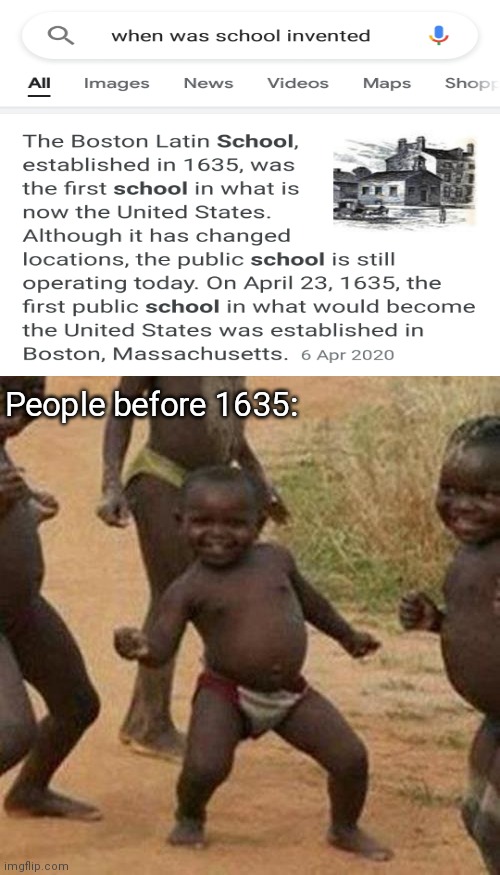 when was school invented
All Images News Videos Maps Shopp
The Boston Latin School,
established in 1635, was
the first school in what is
now the United States.
Although it has changed
locations, the public school is still
operating today. On April 23, 1635, the
first public school in what would become
the United States was established in
Boston, Massachusetts. 6 Apr 2020
People before 1635:
imgflip.com